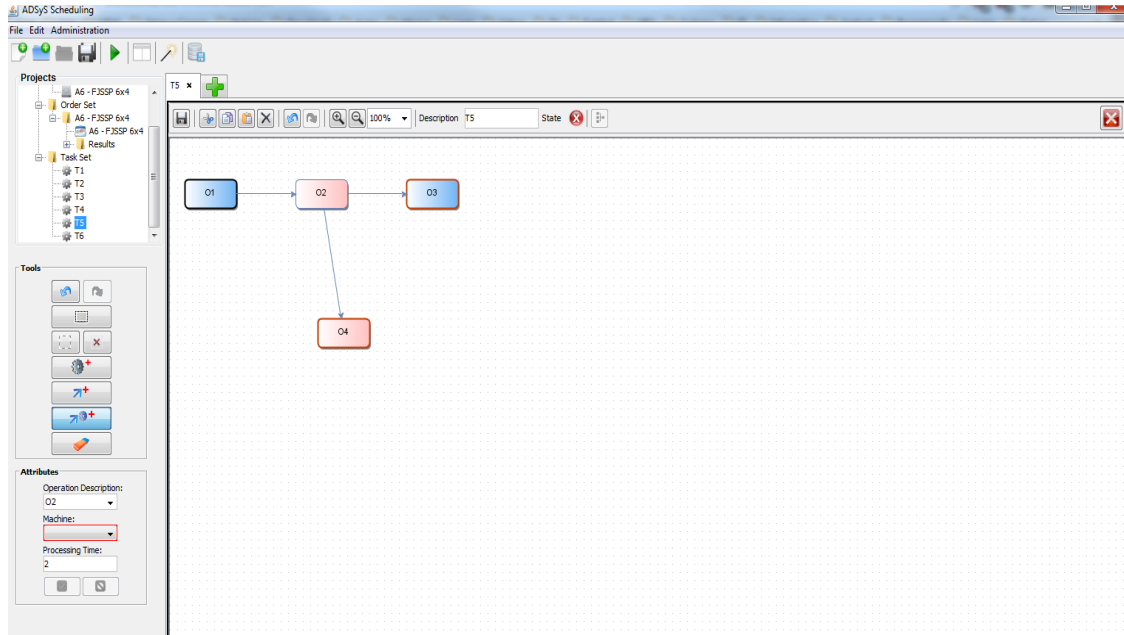 ADSyS Scheduling
File Edit Administration
Projects
A6 - FJSSP 6x4
Order Set
A6 - FJSSP 6x4
A6 - FJSSP 6x4
Results
Task Set
T1
T2
T3
T4
T5
T6
T5
100% Description T5 State
O1 O2 O3
O4
Tools
Attributes
Operation Description:
O2
Machine:
Processing Time:
2